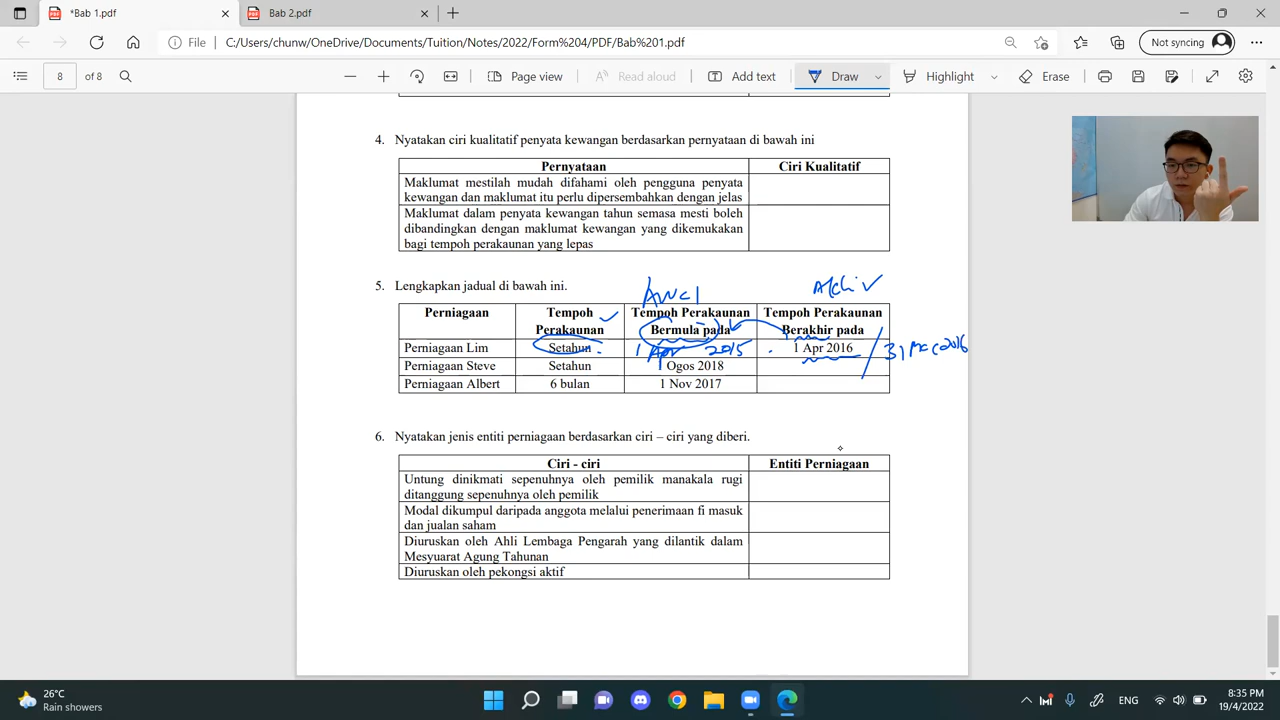 *Bab 1.pdf
Bab 2.pdf
File C:/Users/chunw/OneDrive/Documents/Tuition/Notes/2022/Form%204/PDF/Bab%201.pdf
Not syncing
8 of 8
Page view
Read aloud
Add text
Draw
Highlight
Erase
4. Nyatakan ciri kualitatif penyata kewangan berdasarkan pernyataan di bawah ini
Pernyataan Ciri Kualitatif
Maklumat mestilah mudah difahami oleh pengguna penyata
kewangan dan maklumat itu perlu dipersembahkan dengan jelas
Maklumat dalam penyata kewangan tahun semasa mesti boleh
dibandingkan dengan maklumat kewangan yang dikemukakan
bagi tempoh perakaunan yang lepas
5. Lengkapkan jadual di bawah ini.
Awal
Akhir
Perniagaan Tempoh Tempoh Perakaunan Tempoh Perakaunan
Perakaunan Bermula pada Berakhir pada
Perniagaan Lim Setahun 1 Apr 2015 1 Apr 2016 / 31 Mac 2016
Perniagaan Steve Setahun 1 Ogos 2018
Perniagaan Albert 6 bulan 1 Nov 2017
6. Nyatakan jenis entiti perniagaan berdasarkan ciri – ciri yang diberi.
Ciri - ciri Entiti Perniagaan
Untung dinikmati sepenuhnya oleh pemilik manakala rugi
ditanggung sepenuhnya oleh pemilik
Modal dikumpul daripada anggota melalui penerimaan fi masuk
dan jualan saham
Diuruskan oleh Ahli Lembaga Pengarah yang dilantik dalam
Mesyuarat Agung Tahunan
Diuruskan oleh pekongsi aktif
26°C
Rain showers
ENG
8:35 PM
19/4/2022